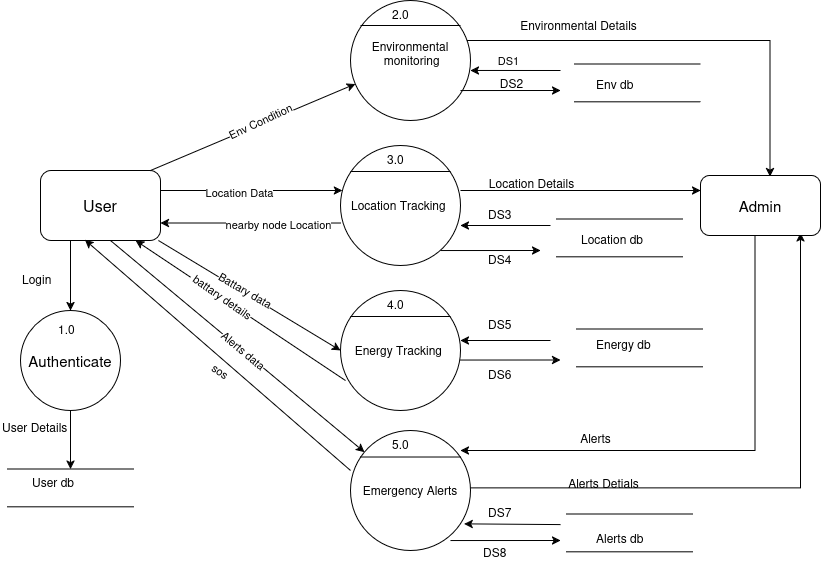 2.0
Environmental
monitoring
Environmental Details
DS1
DS2
Env db
Env Condition
3.0
Location Tracking
User
Location Data
nearby node Location
Location Details
Admin
DS3
Location db
DS4
Login
Battary data
battary details
4.0
Energy Tracking
DS5
Energy db
DS6
1.0
Authenticate
Alerts data
sos
User Details
User db
5.0
Emergency Alerts
Alerts
Alerts Detials
DS7
Alerts db
DS8